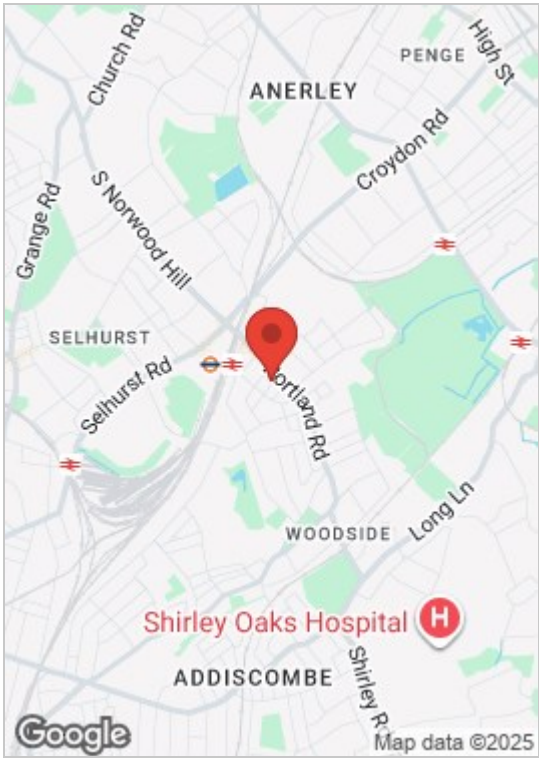 Church Rd
High St
PENGE
ANERLEY
Croydon Rd
Grange Rd
S Norwood Hill
SELHURST
Selhurst Rd
Portland Rd
WOODSIDE
Long Ln
Shirley Oaks Hospital
H
ADDISCOMBE
Shirley Rd
Google
Map data ©2025